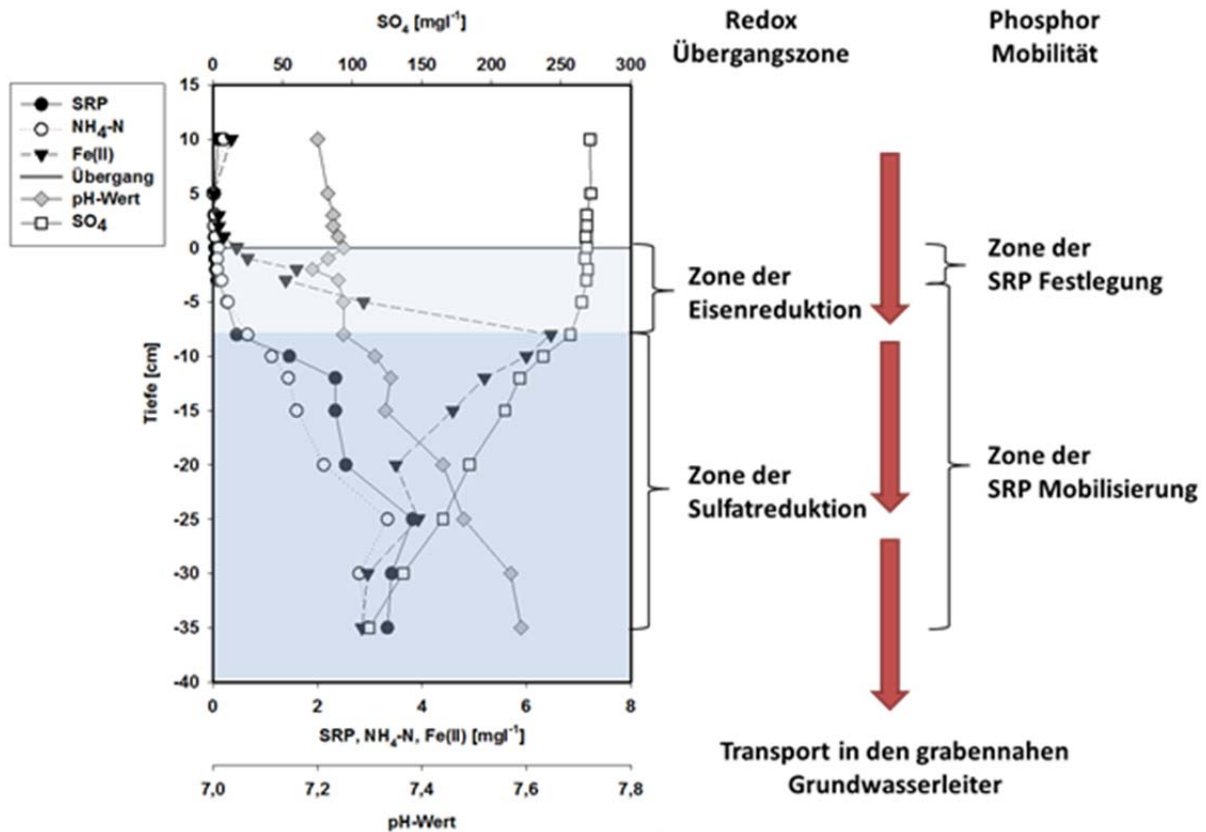 SO₄ [mgl⁻¹]
0 50 100 150 200 250 300
Redox
Übergangszone
Phosphor
Mobilität
SRP
NH₄-N
Fe(II)
Übergang
pH-Wert
SO₄
15
10
5
0
-5
-10
-15
-20
-25
-30
-35
-40
Tiefe [cm]
Zone der
Eisenreduktion
Zone der
SRP Festlegung
Zone der
Sulfatreduktion
Zone der
SRP Mobilisierung
0 2 4 6 8
SRP, NH₄-N, Fe(II) [mgl⁻¹]
7,0 7,2 7,4 7,6 7,8
pH-Wert
Transport in den grabennahen
Grundwasserleiter